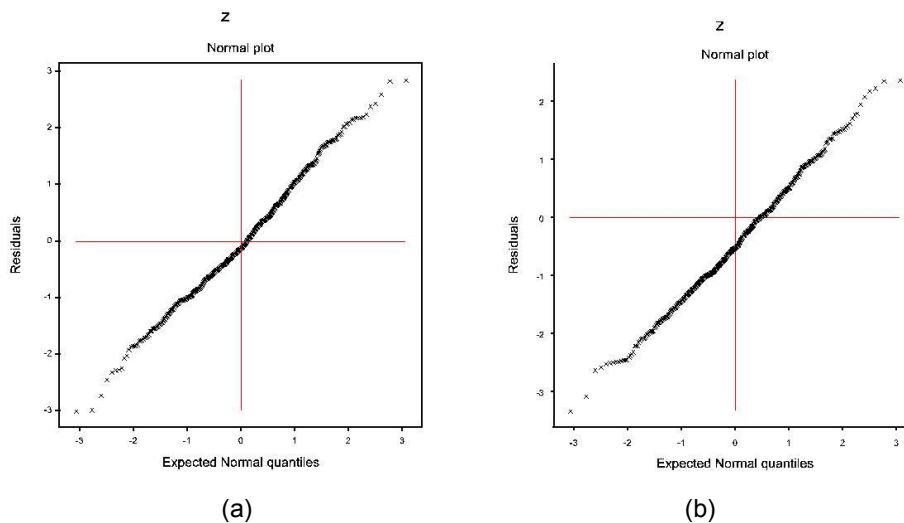 z
Normal plot
3
2
1
0
-1
-2
-3
Residuals
-3 -2 -1 0 1 2 3
Expected Normal quantiles
(a)
z
Normal plot
2
1
0
-1
-2
-3
Residuals
-3 -2 -1 0 1 2 3
Expected Normal quantiles
(b)